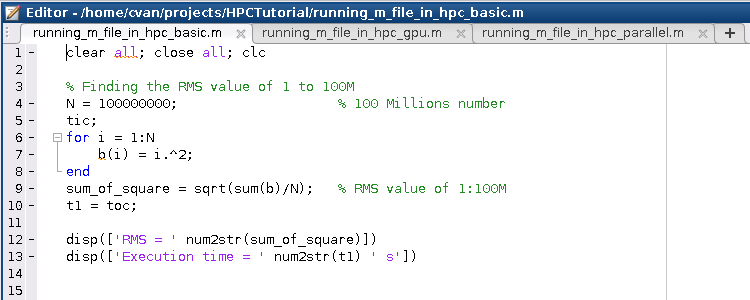 Editor - /home/cvan/projects/HPCTutorial/running_m_file_in_hpc_basic.m
running_m_file_in_hpc_basic.m running_m_file_in_hpc_gpu.m running_m_file_in_hpc_parallel.m +
1 - clear all; close all; clc
2
3 % Finding the RMS value of 1 to 100M
4 - N = 100000000; % 100 Millions number
5 - tic;
6 - for i = 1:N
7 - b(i) = i.^2;
8 - end
9 - sum_of_square = sqrt(sum(b)/N); % RMS value of 1:100M
10 - t1 = toc;
11
12 - disp(['RMS = ' num2str(sum_of_square)])
13 - disp(['Execution time = ' num2str(t1) ' s'])
14
15